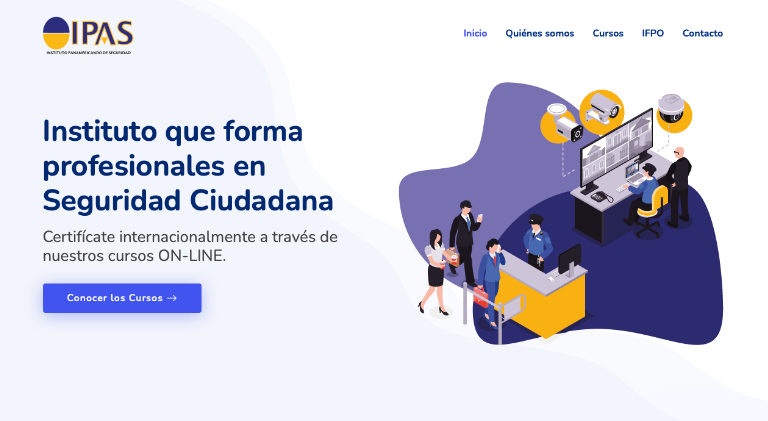 IPAS
INSTITUTO PANAMERICANO DE SEGURIDAD
Inicio
Quiénes somos
Cursos
IFPO
Contacto
Instituto que forma
profesionales en
Seguridad Ciudadana
Certifícate internacionalmente a través de
nuestros cursos ON-LINE.
Conocer los Cursos →